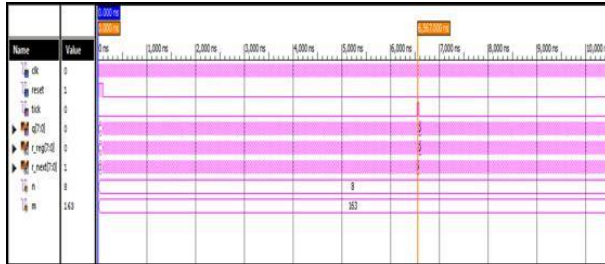 0.000 ns
0.000 ns
6,567.000 ns
Name Value
0 ns 1,000 ns 2,000 ns 3,000 ns 4,000 ns 5,000 ns 6,000 ns 7,000 ns 8,000 ns 9,000 ns 10,000
clk 0
reset 1
tick 0
q[7:0] 0
r_reg[7:0] 0
r_next[7:0] 1
n 8 8
m 163 163